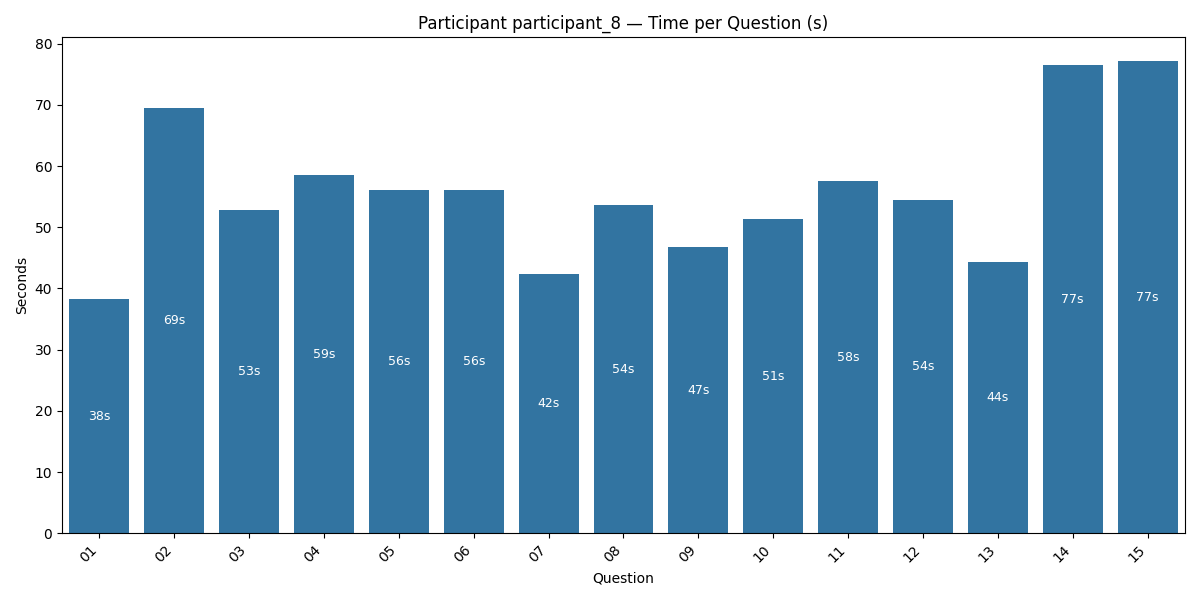 Participant participant_8 — Time per Question (s)
80
70
60
50
40
30
20
10
0
Seconds
38s
69s
53s
59s
56s
56s
42s
54s
47s
51s
58s
54s
44s
77s
77s
01
02
03
04
05
06
07
08
09
10
11
12
13
14
15
Question